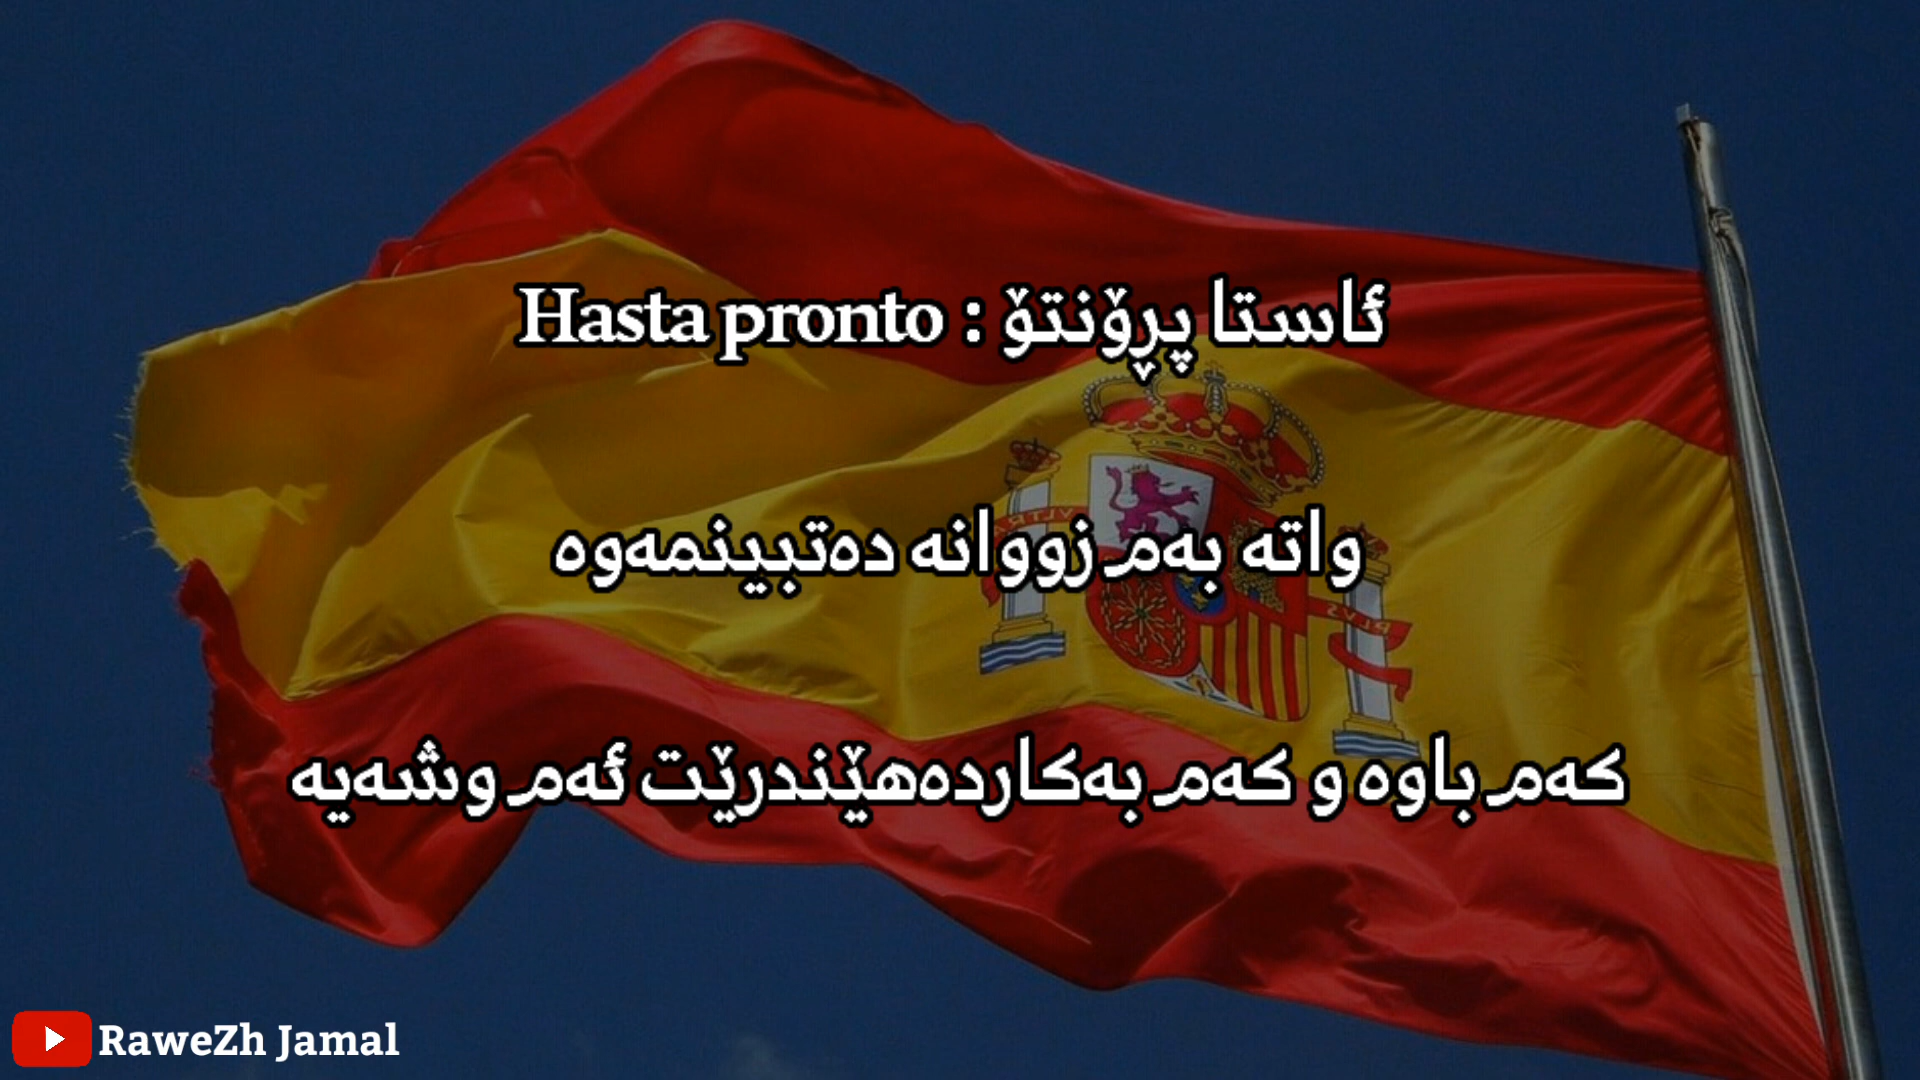 ئاستا پڕۆنتۆ : Hasta pronto
واتە بەم زووانە دەتبینمەوە
کەم باوە و کەم بەکاردەهێندرێت ئەم وشەیە
RaweZh Jamal